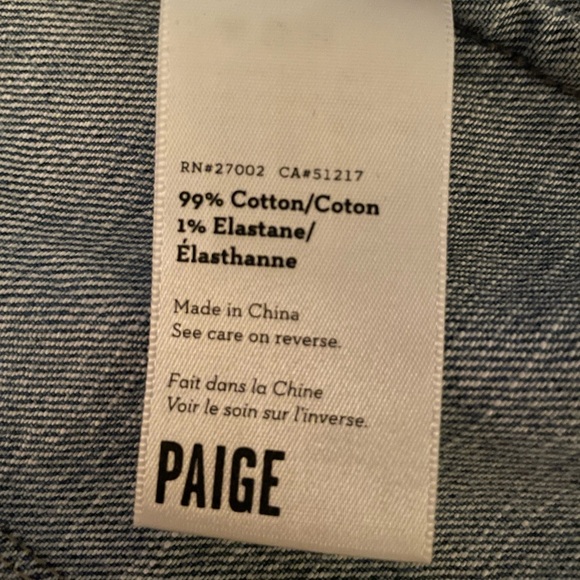 RN#27002 CA#51217
99% Cotton/Coton
1% Elastane/
Élasthanne
Made in China
See care on reverse.
Fait dans la Chine
Voir le soin sur l'inverse.
PAIGE